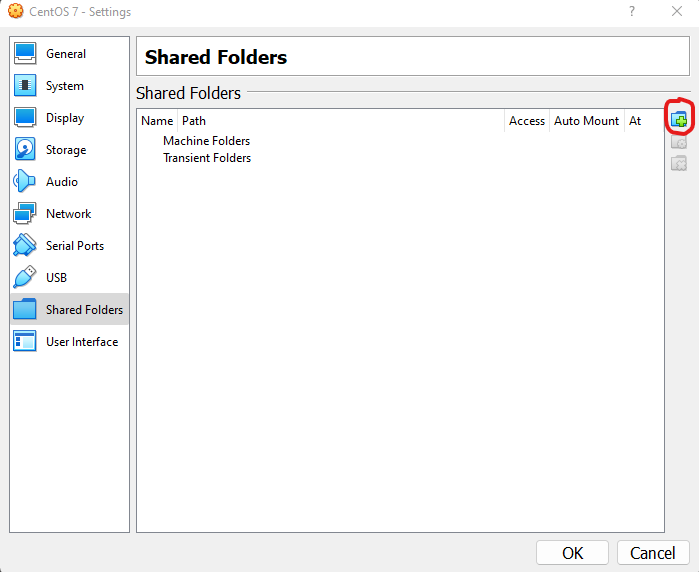 CentOS 7 - Settings
?
General
System
Display
Storage
Audio
Network
Serial Ports
USB
Shared Folders
User Interface
Shared Folders
Shared Folders
Name Path Access Auto Mount At
Machine Folders
Transient Folders
OK Cancel